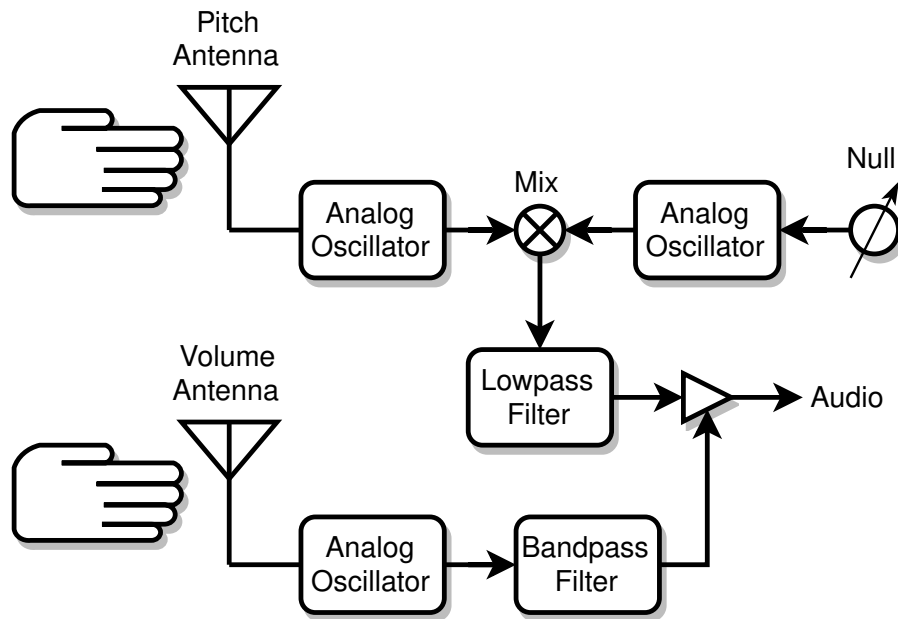 Pitch
Antenna
Analog
Oscillator
Mix
Analog
Oscillator
Null
Volume
Antenna
Lowpass
Filter
Audio
Analog
Oscillator
Bandpass
Filter